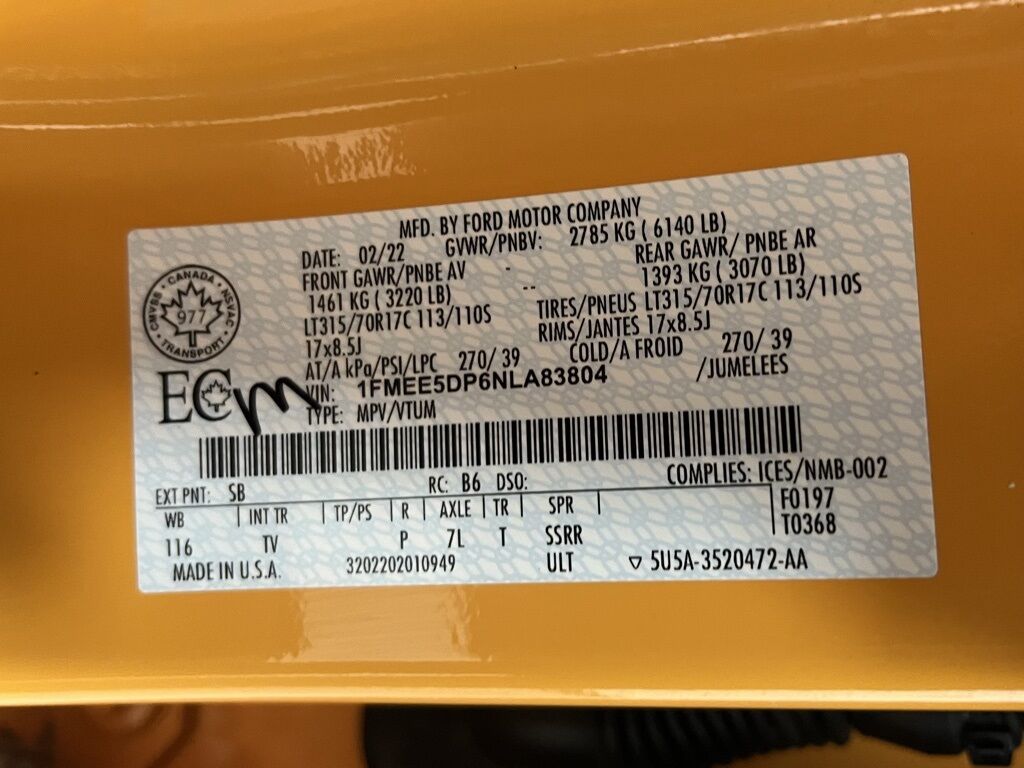 MFD. BY FORD MOTOR COMPANY
DATE: 02/22 GVWR/PNBV: 2785 KG ( 6140 LB)
FRONT GAWR/PNBE AV - REAR GAWR/ PNBE AR
1461 KG ( 3220 LB) -- 1393 KG ( 3070 LB)
LT315/70R17C 113/110S TIRES/PNEUS LT315/70R17C 113/110S
17x8.5J RIMS/JANTES 17x8.5J
AT/A kPa/PSI/LPC 270/ 39 COLD/A FROID 270/ 39
VIN: 1FMEE5DP6NLA83804 /JUMELEES
TYPE: MPV/VTUM
CANADA
CMVSS NSVAC
977
TRANSPORT
EC
m
EXT PNT: SB RC: B6 DSO: COMPLIES: ICES/NMB-002
WB | INT TR | TP/PS | R | AXLE | TR | SPR | F0197
116 TV P 7L T SSRR T0368
MADE IN U.S.A. 3202202010949 ULT ▽ 5U5A-3520472-AA